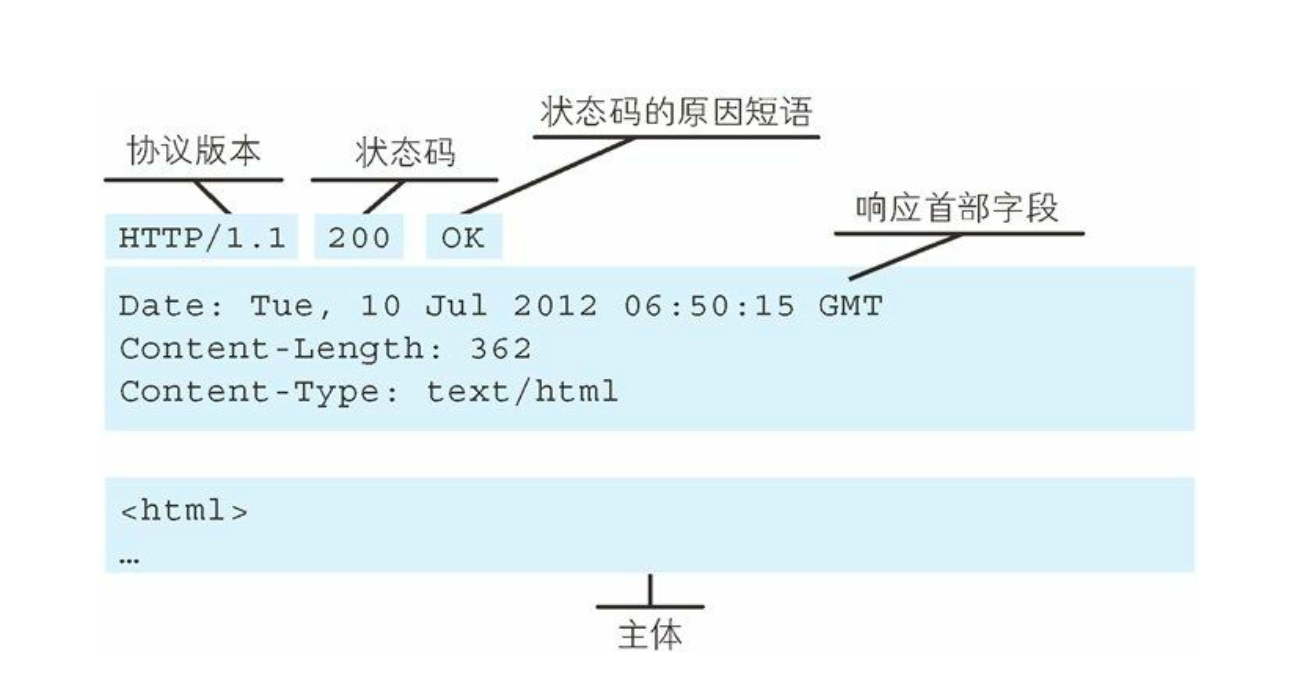 状态码的原因短语
协议版本 状态码
响应首部字段
HTTP/1.1 200 OK
Date: Tue, 10 Jul 2012 06:50:15 GMT
Content-Length: 362
Content-Type: text/html
<html>
…
主体